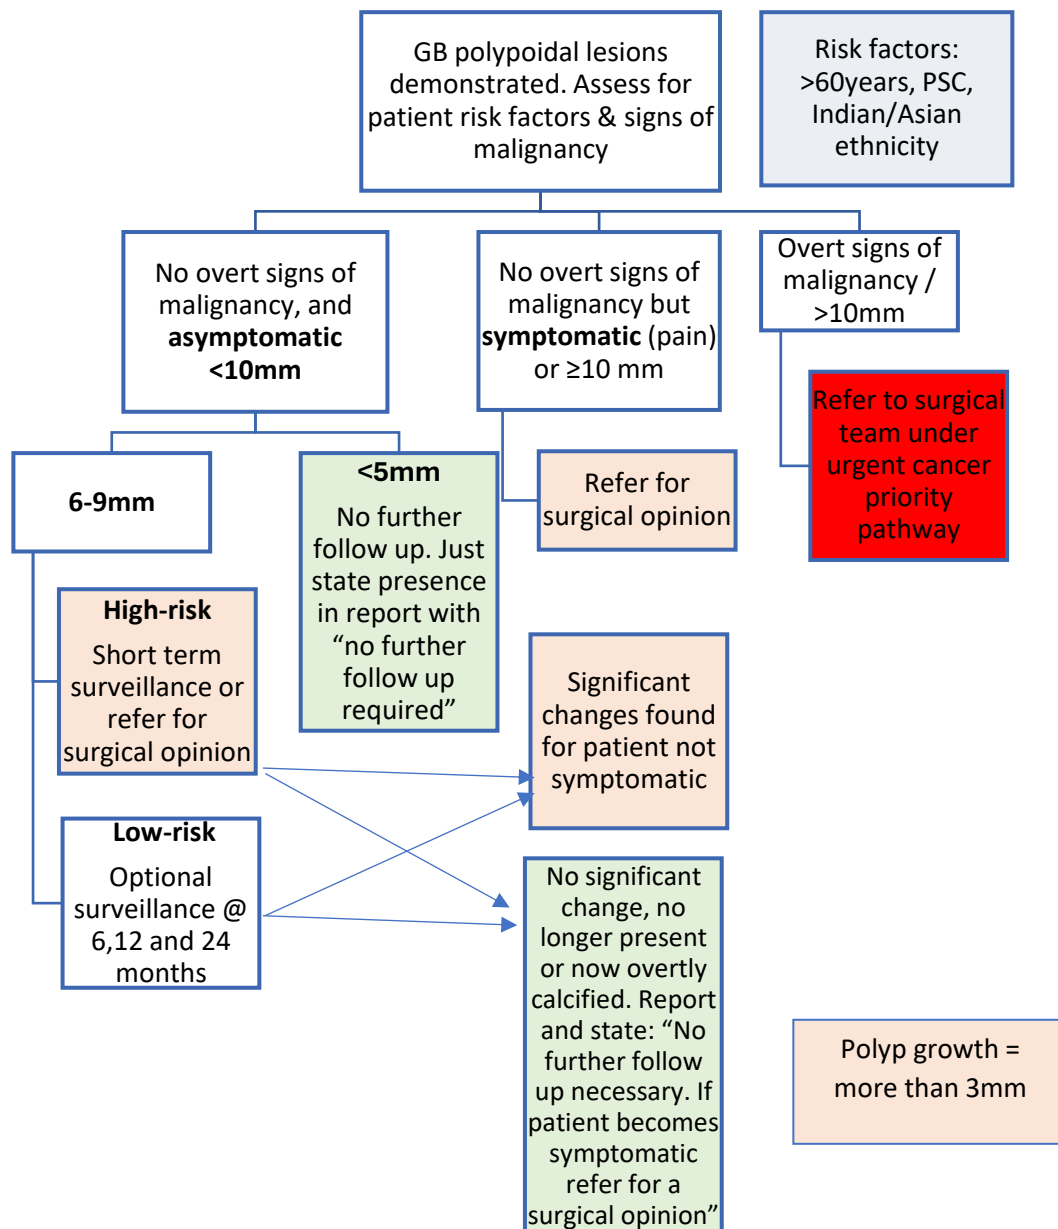 GB polypoidal lesions
demonstrated. Assess for
patient risk factors & signs of
malignancy
Risk factors:
>60years, PSC,
Indian/Asian
ethnicity
No overt signs of
malignancy, and
asymptomatic
<10mm
No overt signs of
malignancy but
symptomatic (pain)
or ≥10 mm
Overt signs of
malignancy /
>10mm
Refer to surgical
team under
urgent cancer
priority
pathway
6-9mm
<5mm
No further
follow up. Just
state presence
in report with
“no further
follow up
required”
Refer for
surgical opinion
High-risk
Short term
surveillance or
refer for
surgical opinion
Significant
changes found
for patient not
symptomatic
Low-risk
Optional
surveillance @
6,12 and 24
months
No significant
change, no
longer present
or now overtly
calcified. Report
and state: “No
further follow
up necessary. If
patient becomes
symptomatic
refer for a
surgical opinion”
Polyp growth =
more than 3mm